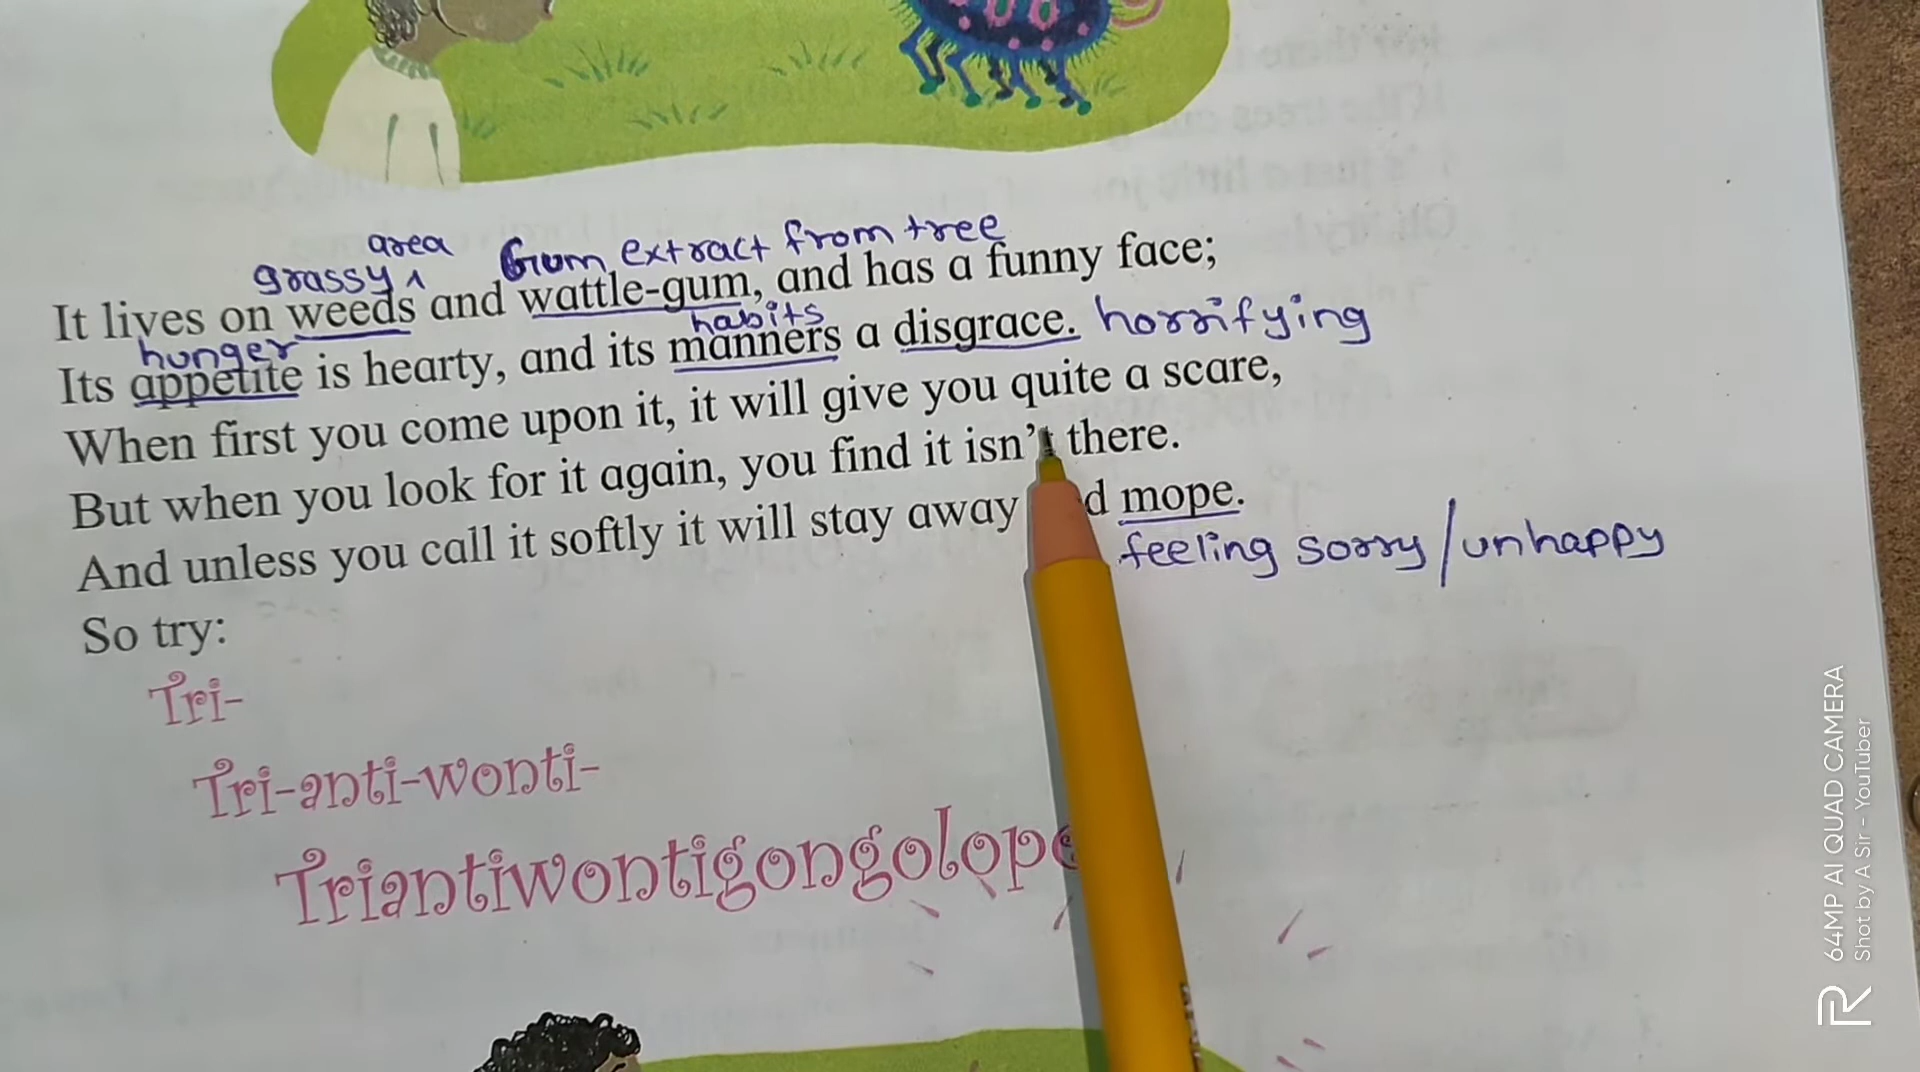 area
grassy ^ Gum extract from tree
It lives on weeds and wattle-gum, and has a funny face;
hunger habits
Its appetite is hearty, and its manners a disgrace. horrifying
When first you come upon it, it will give you quite a scare,
But when you look for it again, you find it isn't there.
And unless you call it softly it will stay away mope.
feeling sorry/unhappy
So try:
Tri-
Tri-anti-wonti-
Triantiwontigongolope
64MP AI QUAD CAMERA
Shot by A Sir - YouTuber